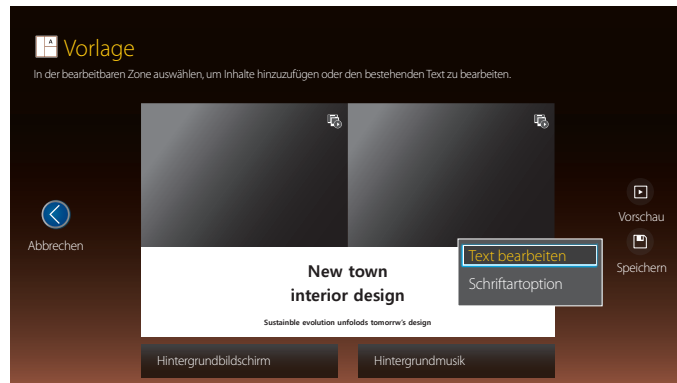 A
Vorlage
In der bearbeitbaren Zone auswählen, um Inhalte hinzuzufügen oder den bestehenden Text zu bearbeiten.
Abbrechen
Vorschau
Speichern
Text bearbeiten
Schriftartoption
New town
interior design
Sustainble evolution unfolods tomorrw's design
Hintergrundbildschirm
Hintergrundmusik